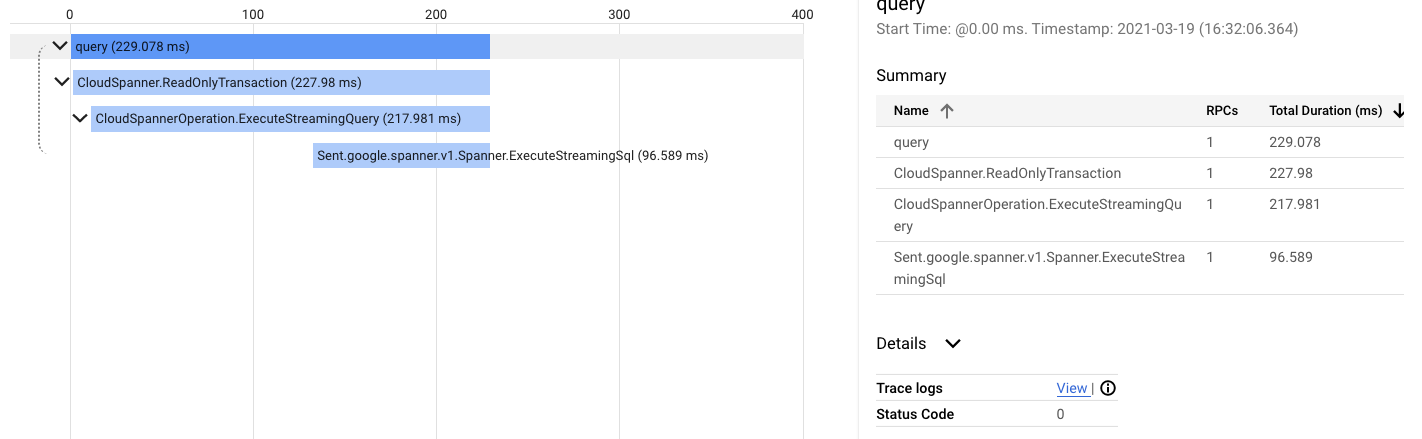 0 100 200 300 400
query (229.078 ms)
CloudSpanner.ReadOnlyTransaction (227.98 ms)
CloudSpannerOperation.ExecuteStreamingQuery (217.981 ms)
Sent.google.spanner.v1.Spanner.ExecuteStreamingSql (96.589 ms)
query
Start Time: @0.00 ms. Timestamp: 2021-03-19 (16:32:06.364)
Summary
Name RPCs Total Duration (ms)
query 1 229.078
CloudSpanner.ReadOnlyTransaction 1 227.98
CloudSpannerOperation.ExecuteStreamingQu 1 217.981
ery
Sent.google.spanner.v1.Spanner.ExecuteStrea 1 96.589
mingSql
Details
Trace logs View |
Status Code 0